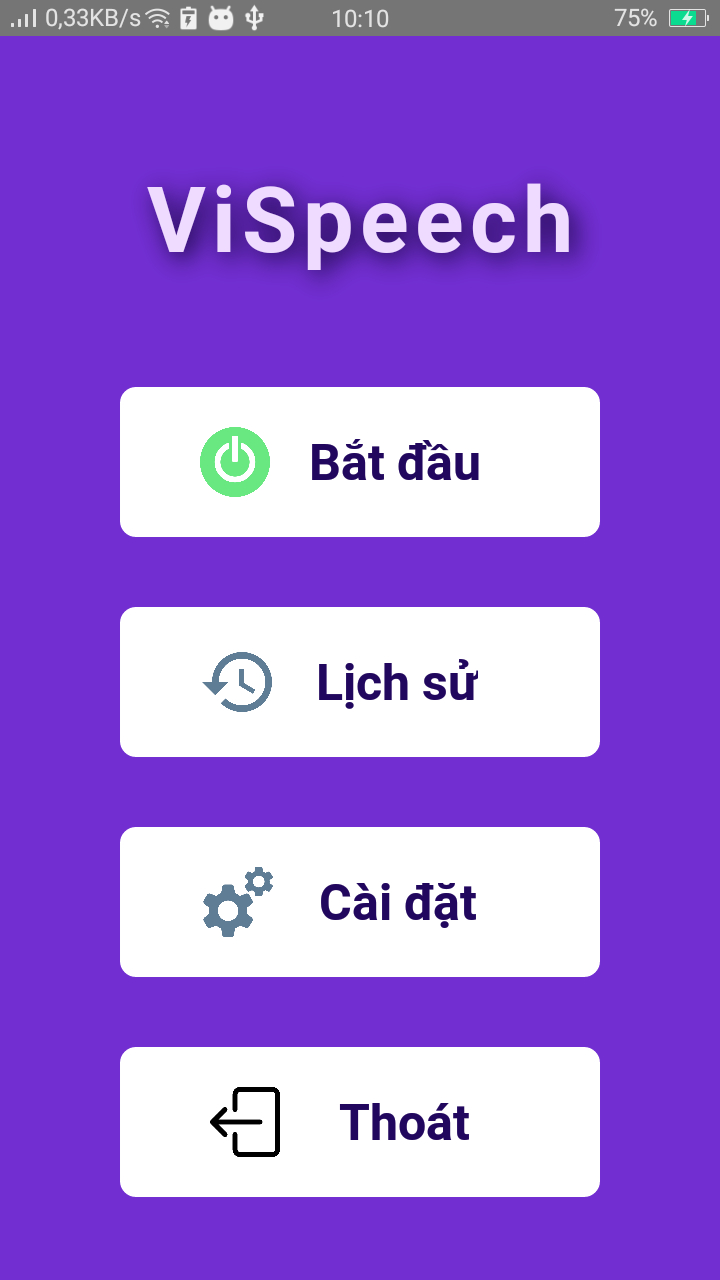 0,33KB/s 10:10 75%
ViSpeech
Bắt đầu
Lịch sử
Cài đặt
Thoát